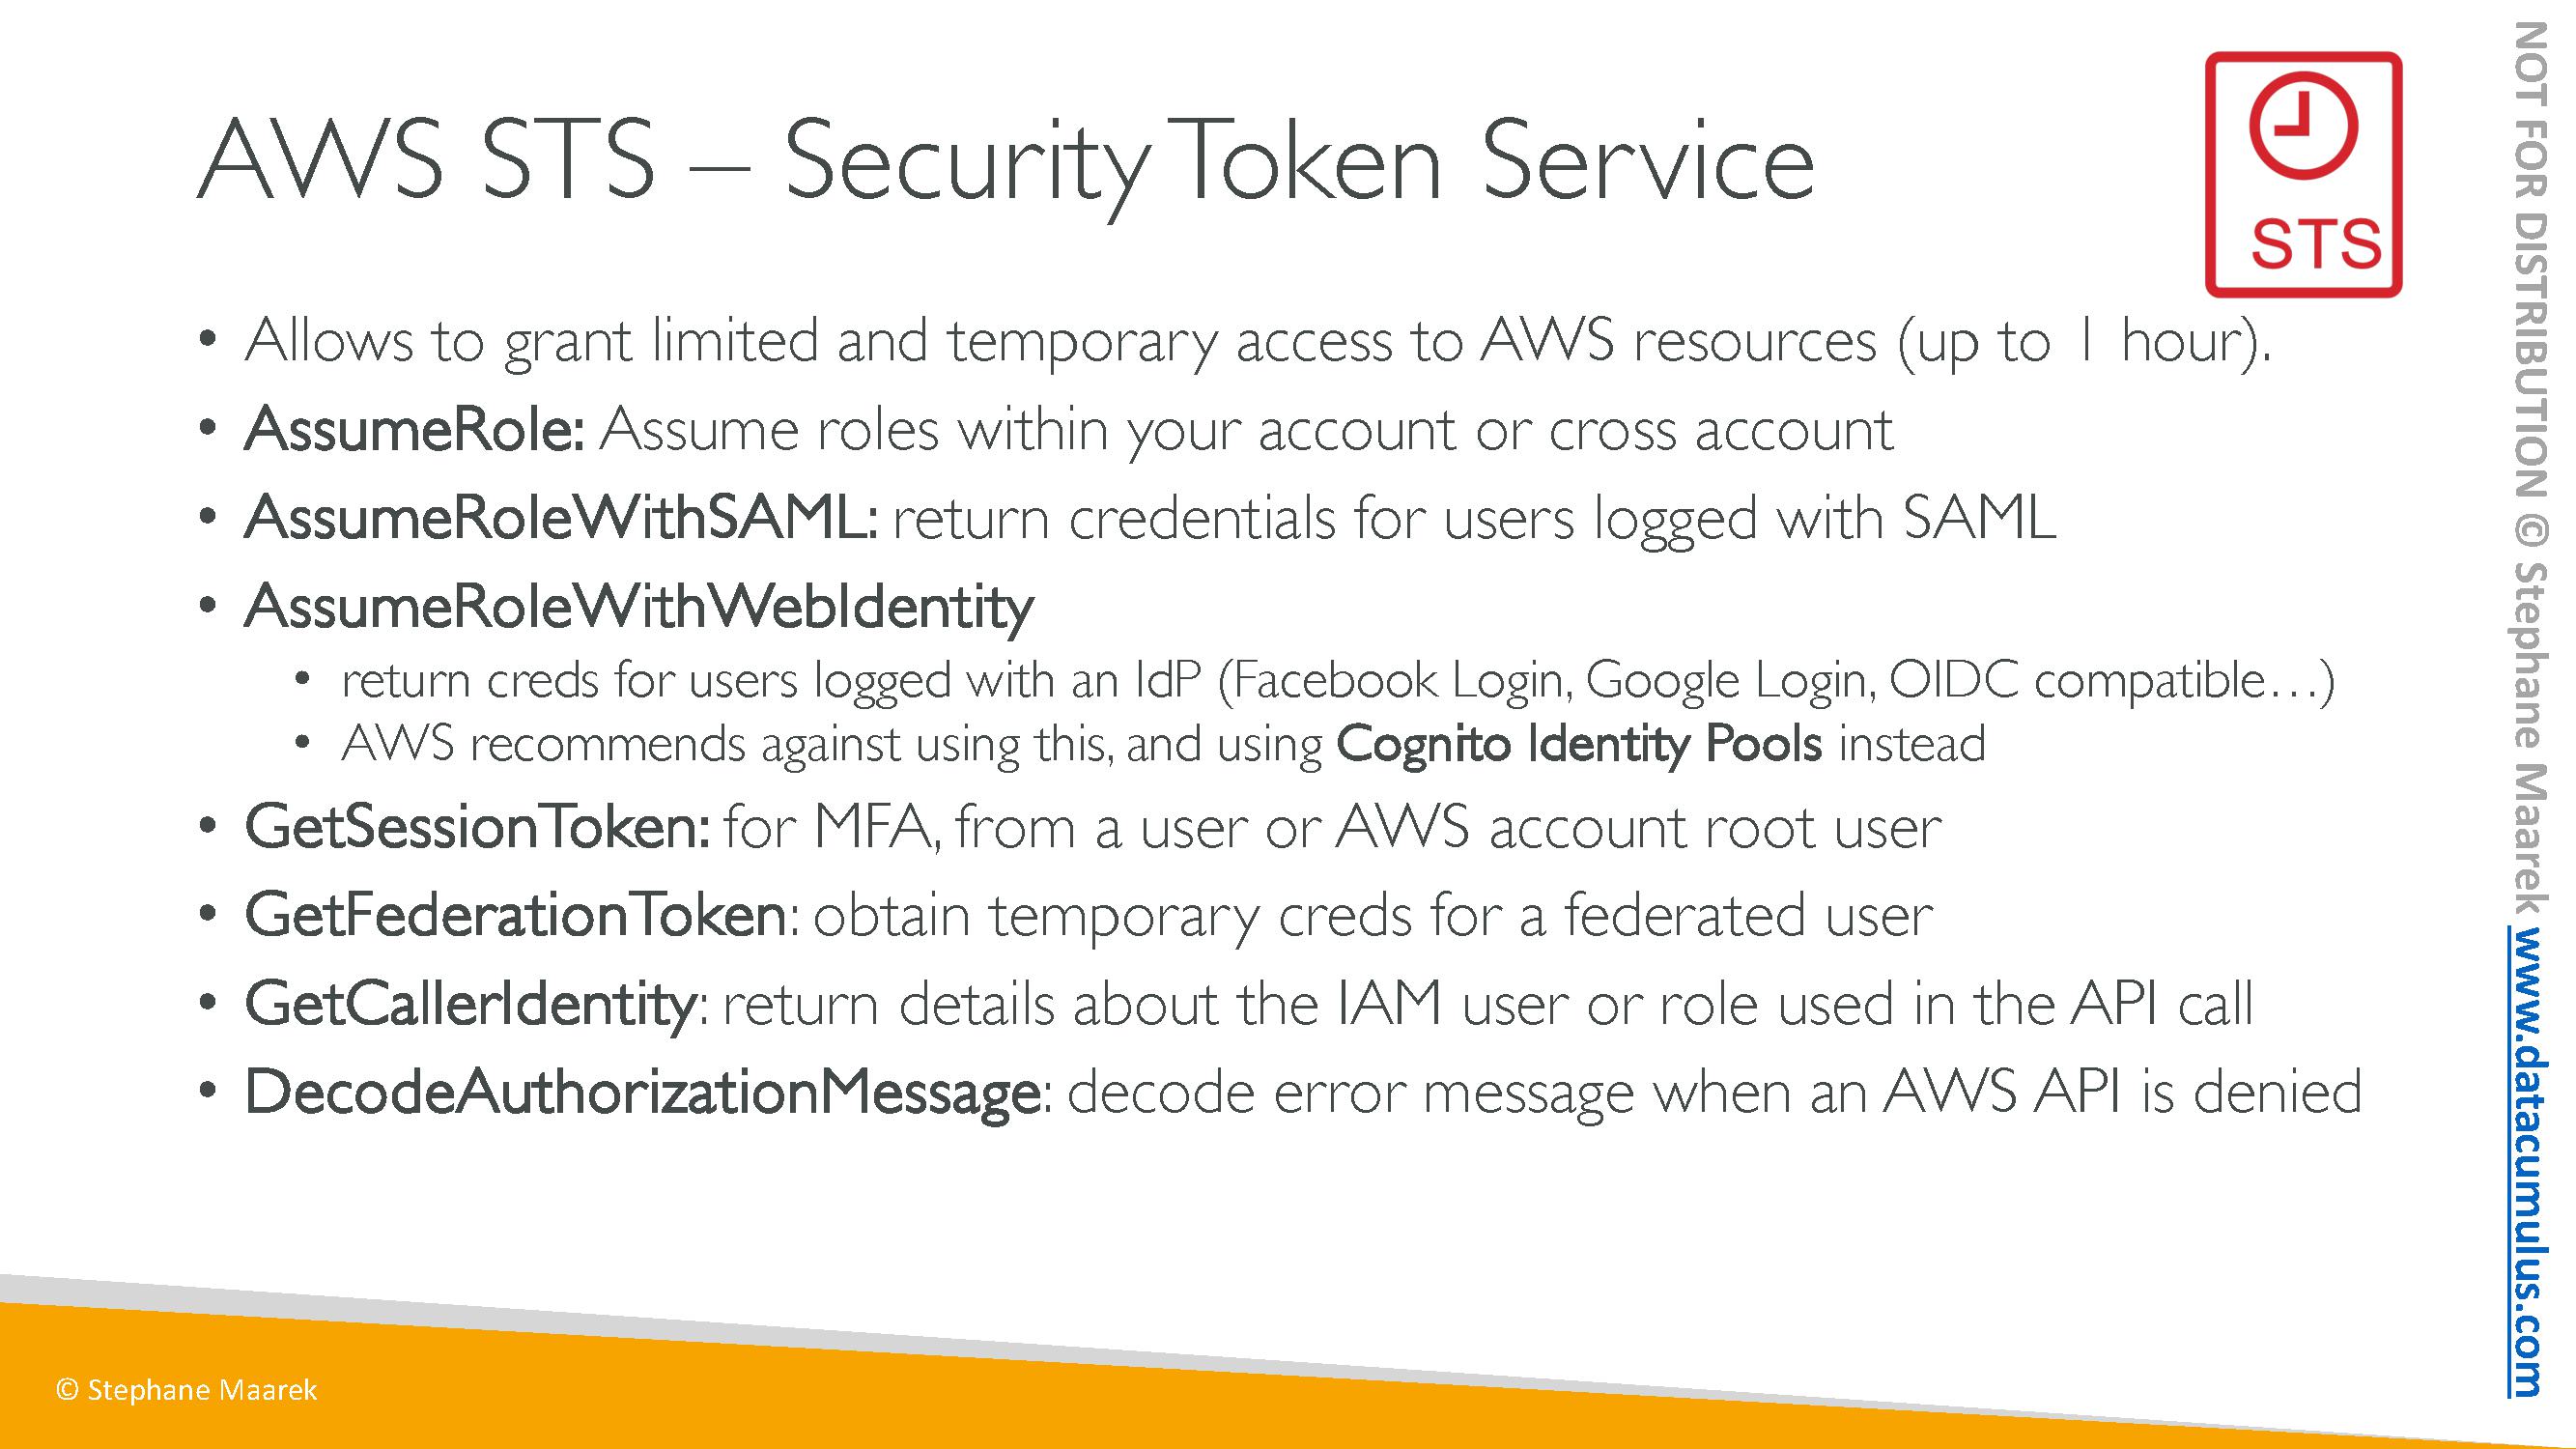 AWS STS – Security Token Service
STS
• Allows to grant limited and temporary access to AWS resources (up to 1 hour).
• AssumeRole: Assume roles within your account or cross account
• AssumeRoleWithSAML: return credentials for users logged with SAML
• AssumeRoleWithWebIdentity
• return creds for users logged with an IdP (Facebook Login, Google Login, OIDC compatible…)
• AWS recommends against using this, and using Cognito Identity Pools instead
• GetSessionToken: for MFA, from a user or AWS account root user
• GetFederationToken: obtain temporary creds for a federated user
• GetCallerIdentity: return details about the IAM user or role used in the API call
• DecodeAuthorizationMessage: decode error message when an AWS API is denied
© Stephane Maarek
NOT FOR DISTRIBUTION © Stephane Maarek www.datacumulus.com